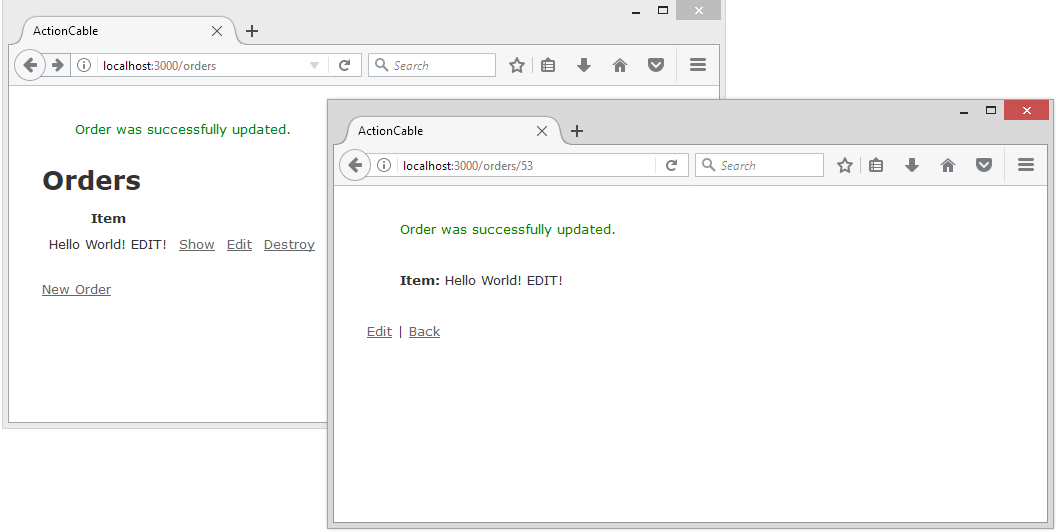 ActionCable
localhost:3000/orders
Search
Order was successfully updated.
Orders
Item
Hello World! EDIT! Show Edit Destroy
New Order
ActionCable
localhost:3000/orders/53
Search
Order was successfully updated.
Item: Hello World! EDIT!
Edit | Back